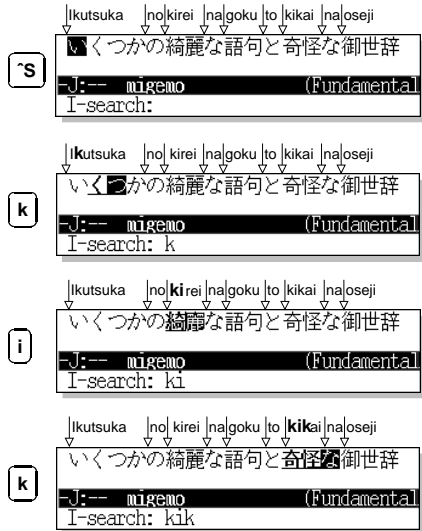 Ikutsuka no kirei na goku to kikai na oseji
^S
いくつかの綺麗な語句と奇怪な御世辞
-J:-- migemo (Fundamental
I-search:
Ikutsuka no kirei na goku to kikai na oseji
k
いくつかの綺麗な語句と奇怪な御世辞
-J:-- migemo (Fundamental
I-search: k
Ikutsuka no kirei na goku to kikai na oseji
i
いくつかの綺麗な語句と奇怪な御世辞
-J:-- migemo (Fundamental
I-search: ki
Ikutsuka no kirei na goku to kikai na oseji
k
いくつかの綺麗な語句と奇怪な御世辞
-J:-- migemo (Fundamental
I-search: kik